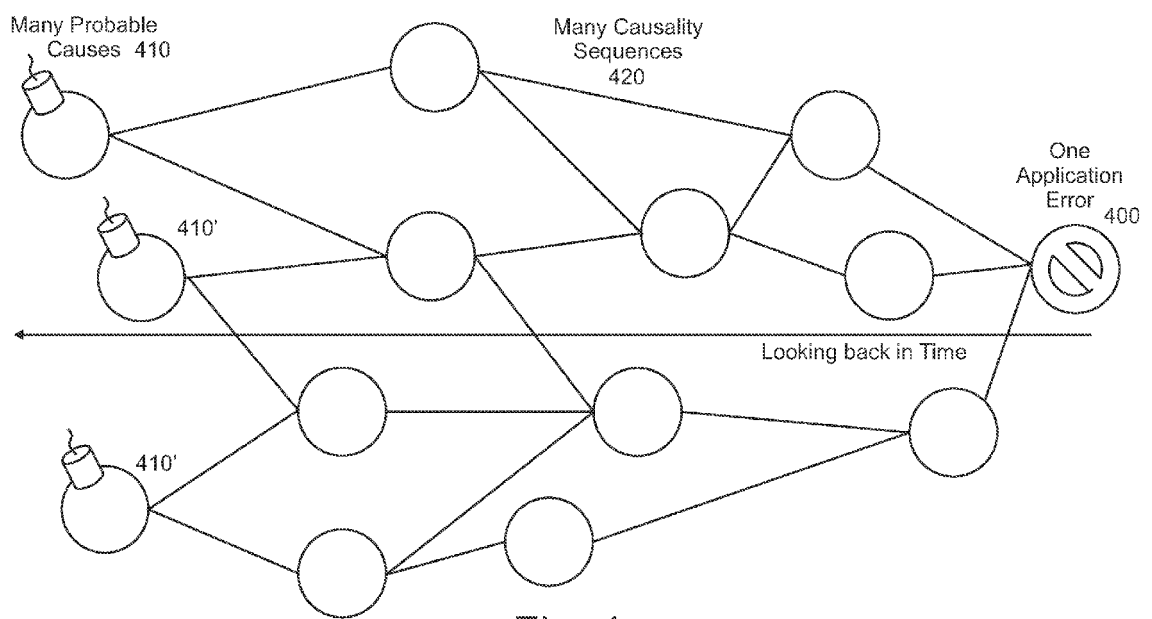 Many Probable
Causes 410
Many Causality
Sequences
420
One
Application
Error
400
410'
Looking back in Time
410'